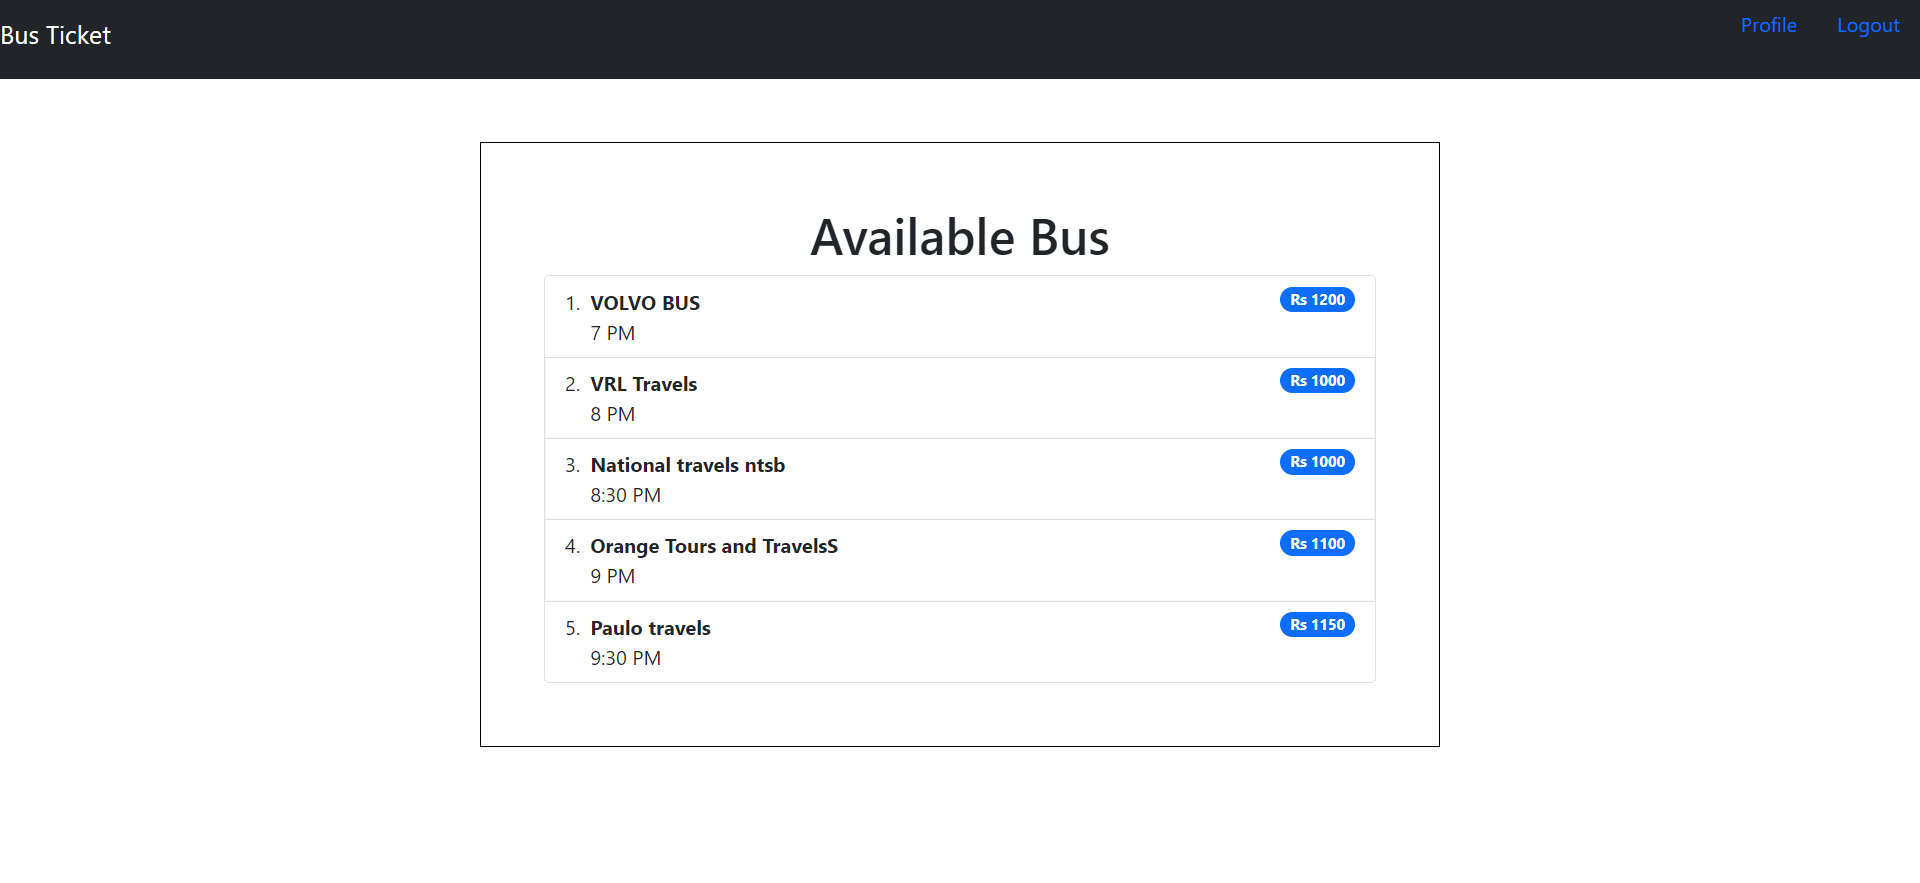 Bus Ticket
Profile Logout
Available Bus
1. VOLVO BUS Rs 1200
7 PM
2. VRL Travels Rs 1000
8 PM
3. National travels ntsb Rs 1000
8:30 PM
4. Orange Tours and TravelsS Rs 1100
9 PM
5. Paulo travels Rs 1150
9:30 PM